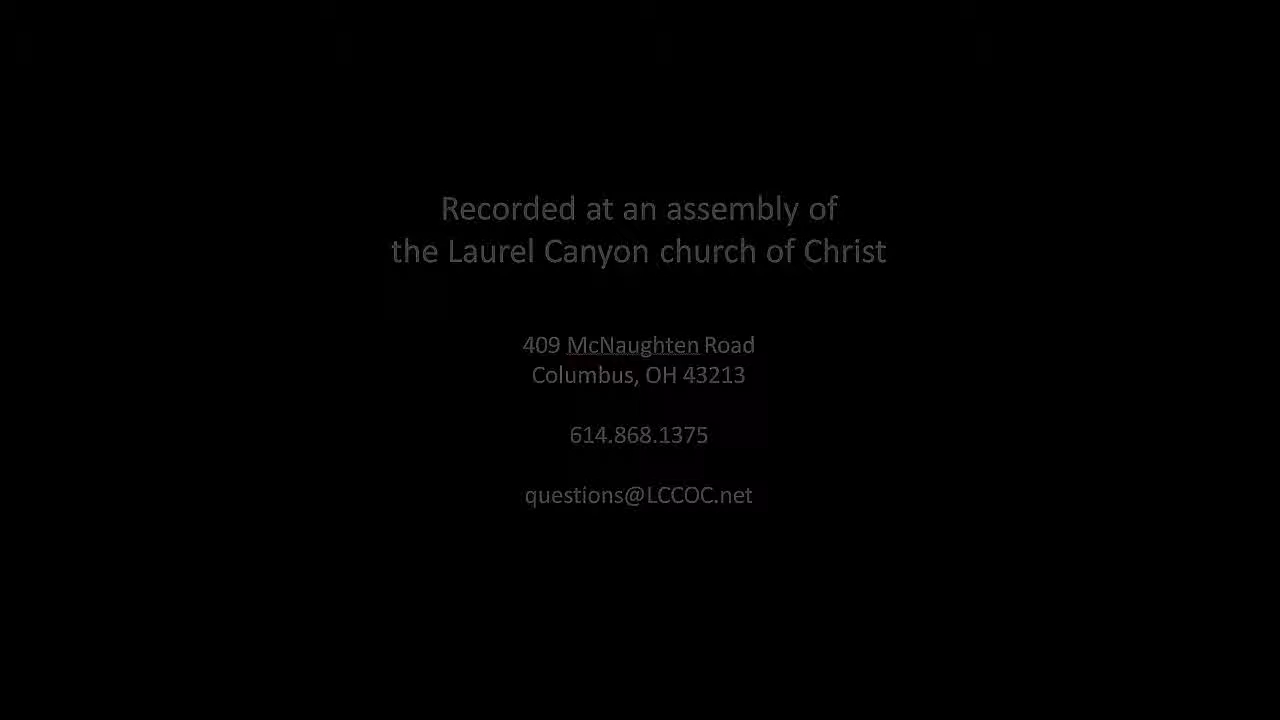 Recorded at an assembly of
the Laurel Canyon church of Christ
409 McNaughten Road
Columbus, OH 43213
614.868.1375
questions@LCCOC.net